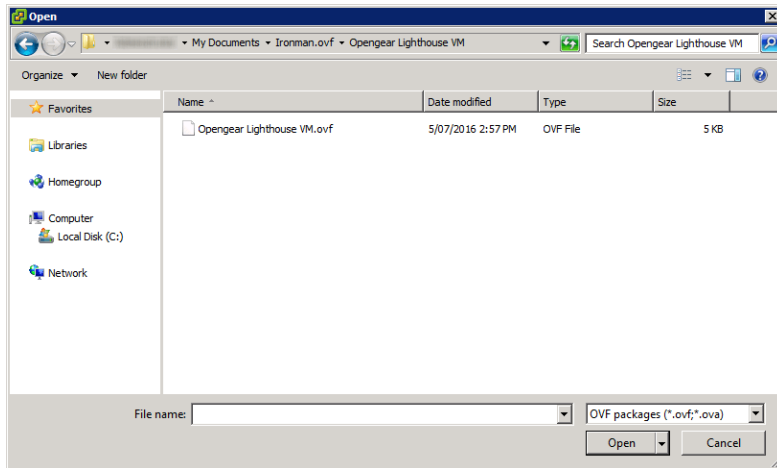 Open
My Documents Ironman.ovf Opengear Lighthouse VM Search Opengear Lighthouse VM
Organize New folder
Favorites
Libraries
Homegroup
Computer
Local Disk (C:)
Network
Name Date modified Type Size
Opengear Lighthouse VM.ovf 5/07/2016 2:57 PM OVF File 5 KB
File name: OVF packages (*.ovf;*.ova)
Open Cancel